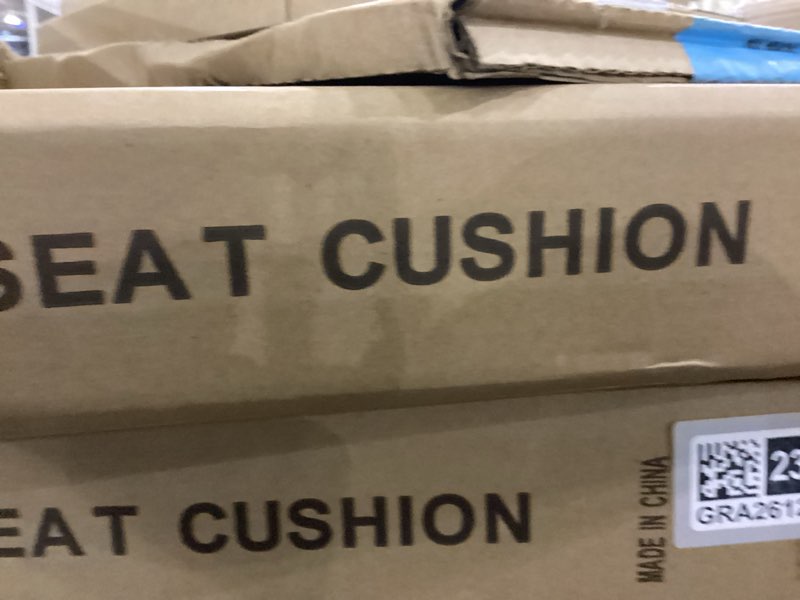 SEAT CUSHION
EAT CUSHION
MADE IN CHINA
23
GRA2612